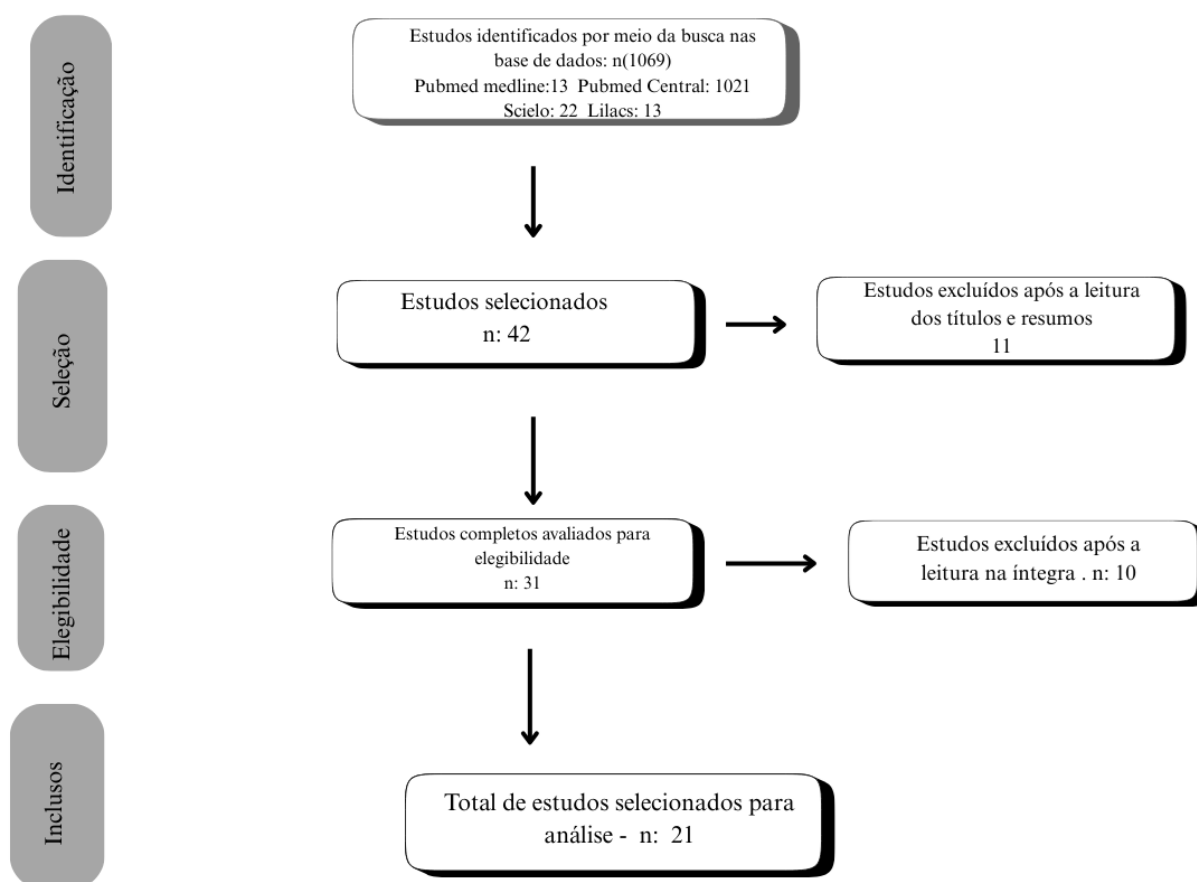 Identificação
Estudos identificados por meio da busca nas
base de dados: n(1069)
Pubmed medline:13 Pubmed Central: 1021
Scielo: 22 Lilacs: 13
Seleção
Estudos selecionados
n: 42
Estudos excluídos após a leitura
dos títulos e resumos
11
Elegibilidade
Estudos completos avaliados para
elegibilidade
n: 31
Estudos excluídos após a
leitura na íntegra . n: 10
Inclusos
Total de estudos selecionados para
análise - n: 21